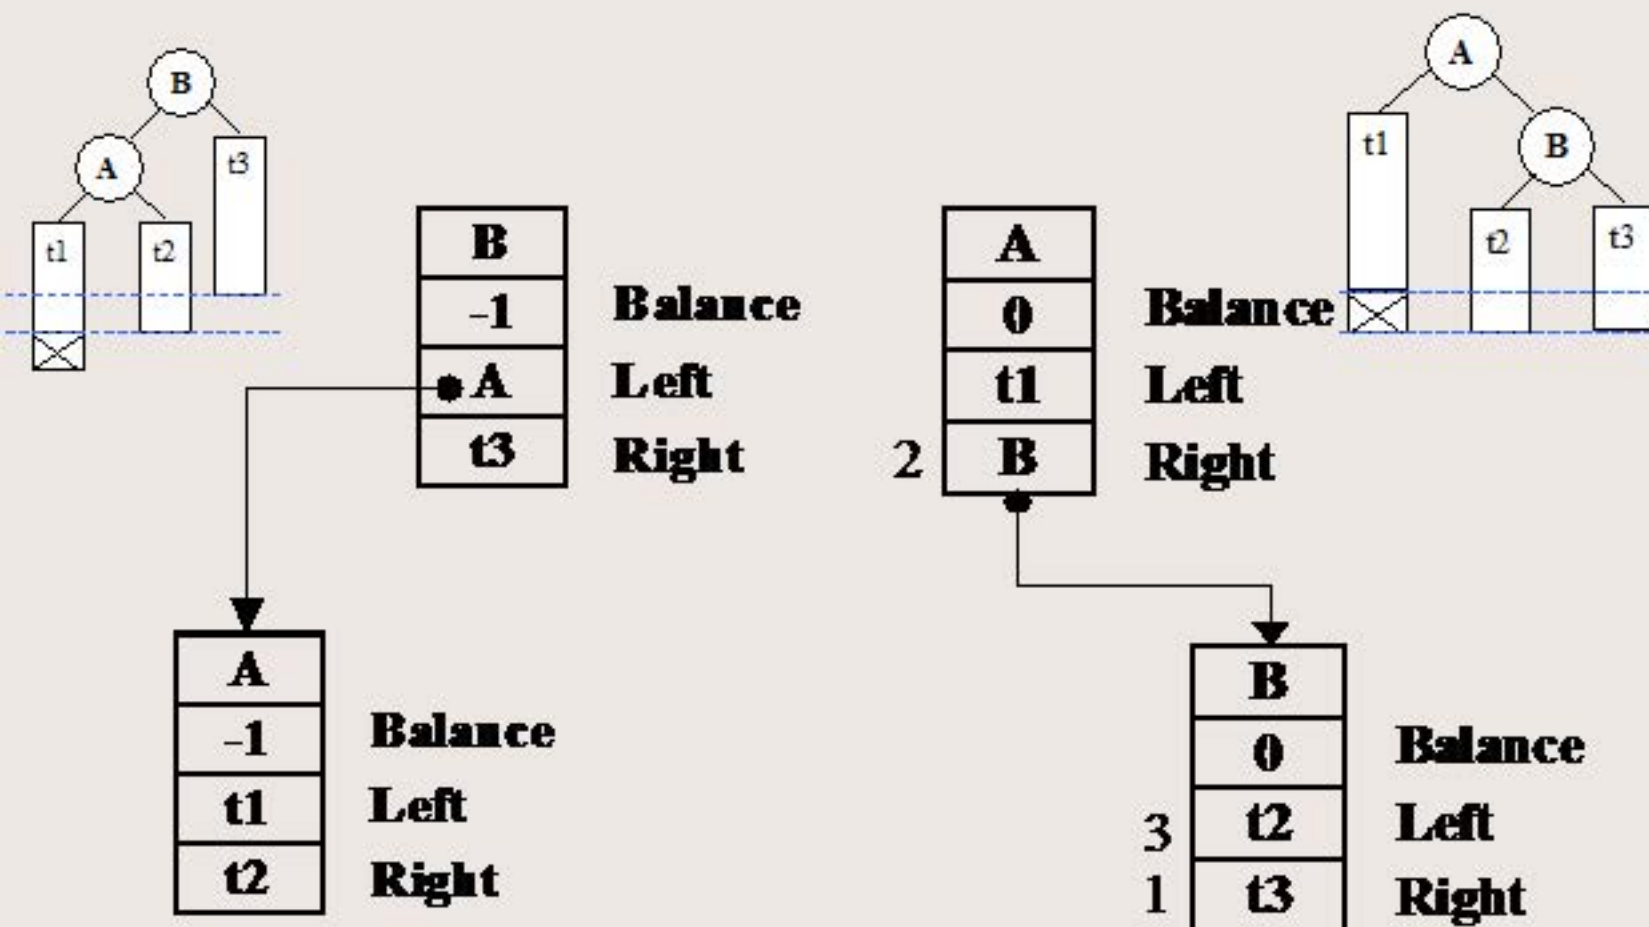 B
A
t3
t1
t2
B
-1 Balance
A Left
t3 Right
A
-1 Balance
t1 Left
t2 Right
A
t1
B
t2
t3
A
0 Balance
t1 Left
2 B Right
B
0 Balance
3 t2 Left
1 t3 Right